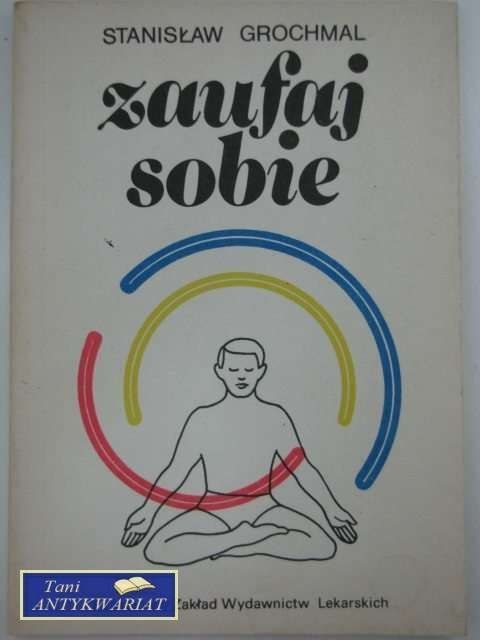 STANISŁAW GROCHMAL
zaufaj
sobie
Zakład Wydawnictw Lekarskich
Tani
ANTYKWARIAT